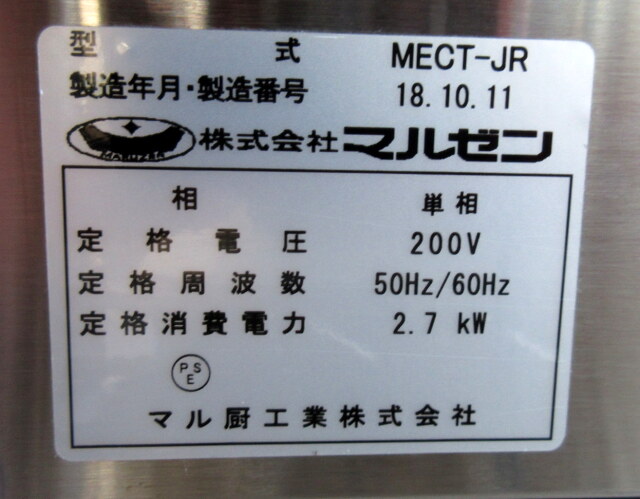 型式 MECT-JR
製造年月・製造番号 18.10.11
MARUZEN 株式会社マルゼン
相 単相
定格電圧 200V
定格周波数 50Hz/60Hz
定格消費電力 2.7 kW
PSE
マル厨工業株式会社